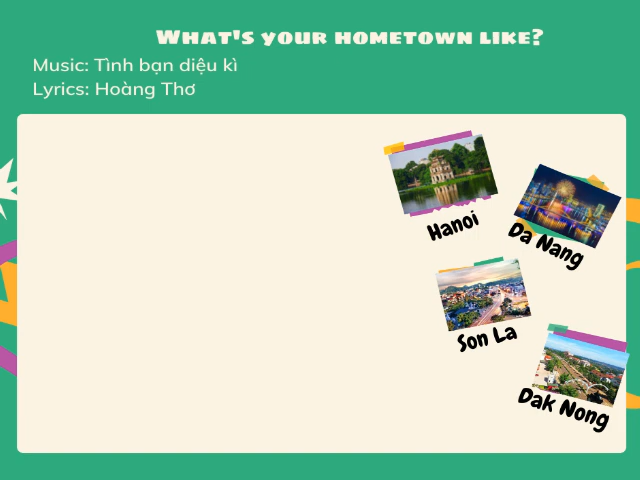 What's your hometown like?
Music: Tình bạn diệu kì
Lyrics: Hoàng Thơ
Hanoi
Da Nang
Son La
Dak Nong